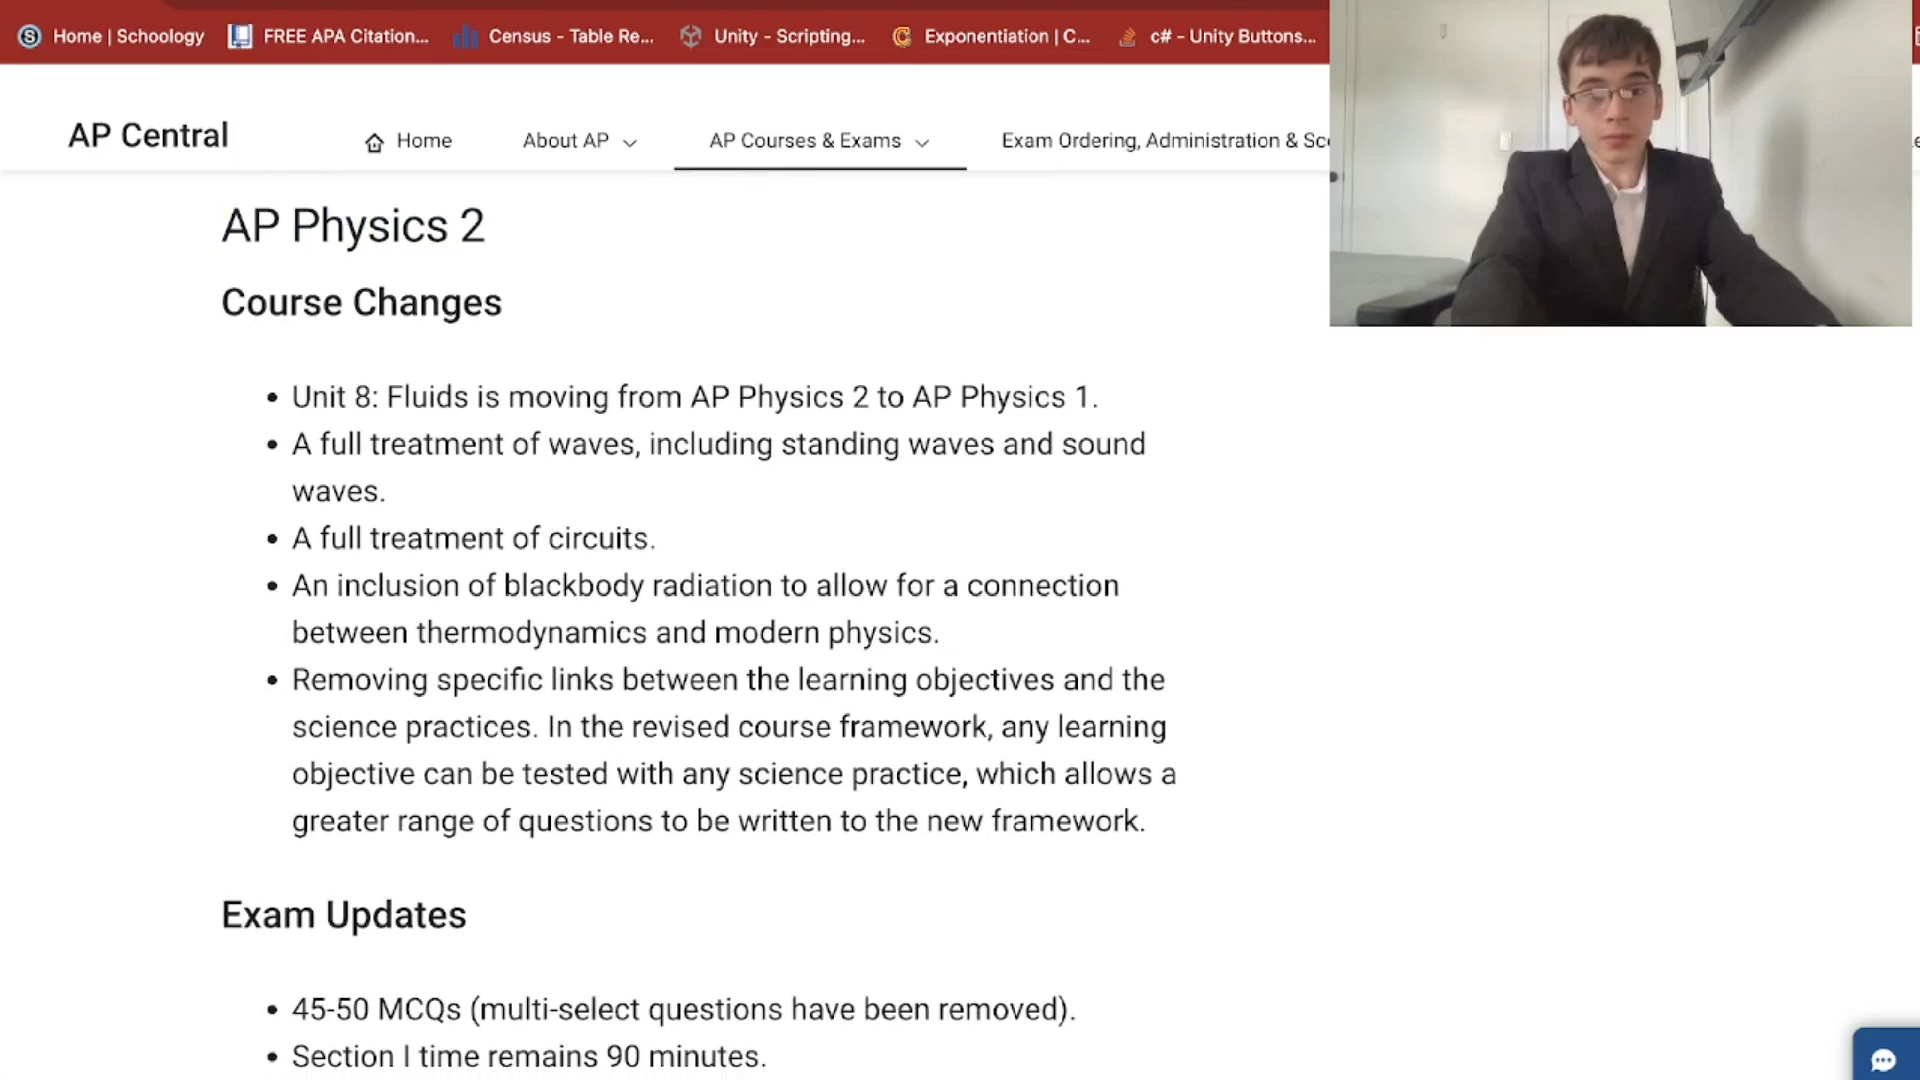 Home | Schoology FREE APA Citation... Census - Table Re... Unity - Scripting... Exponentiation | C... c# - Unity Buttons...
AP Central Home About AP AP Courses & Exams Exam Ordering, Administration &
AP Physics 2
Course Changes
• Unit 8: Fluids is moving from AP Physics 2 to AP Physics 1.
• A full treatment of waves, including standing waves and sound
waves.
• A full treatment of circuits.
• An inclusion of blackbody radiation to allow for a connection
between thermodynamics and modern physics.
• Removing specific links between the learning objectives and the
science practices. In the revised course framework, any learning
objective can be tested with any science practice, which allows a
greater range of questions to be written to the new framework.
Exam Updates
• 45-50 MCQs (multi-select questions have been removed).
• Section I time remains 90 minutes.